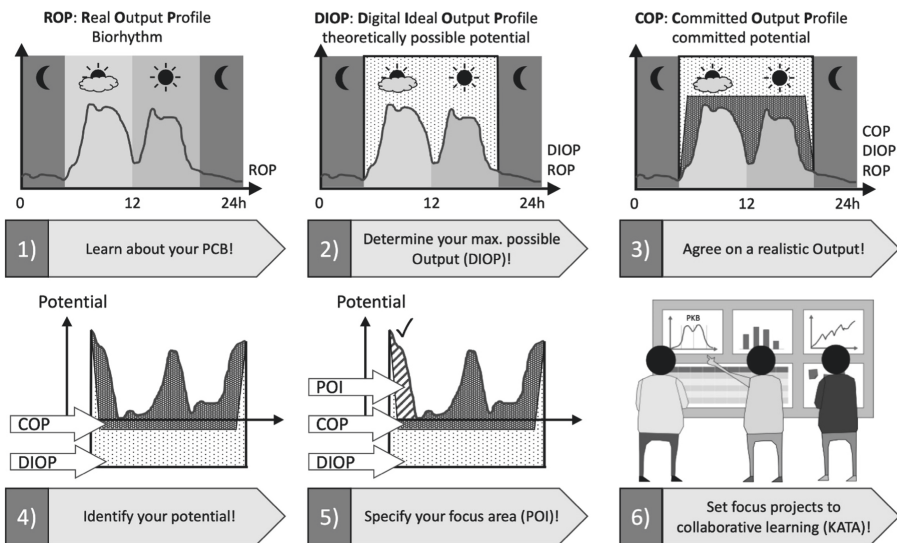 ROP: Real Output Profile
Biorhythm
ROP
0 12 24h
1) Learn about your PCB!
DIOP: Digital Ideal Output Profile
theoretically possible potential
DIOP
ROP
0 12 24h
2) Determine your max. possible
Output (DIOP)!
COP: Committed Output Profile
committed potential
COP
DIOP
ROP
0 12 24h
3) Agree on a realistic Output!
Potential
COP
DIOP
4) Identify your potential!
Potential
POI
COP
DIOP
5) Specify your focus area (POI)!
PKB
6) Set focus projects to
collaborative learning (KATA)!